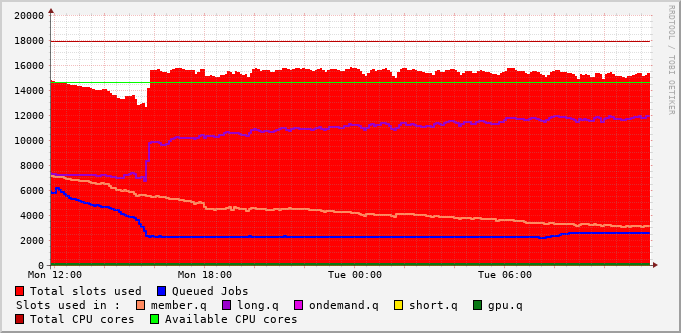 RRDTOOL / TOBI OETIKER
20000
18000
16000
14000
12000
10000
8000
6000
4000
2000
0
Mon 12:00 Mon 18:00 Tue 00:00 Tue 06:00
Total slots used Queued Jobs
Slots used in : member.q long.q ondemand.q short.q gpu.q
Total CPU cores Available CPU cores